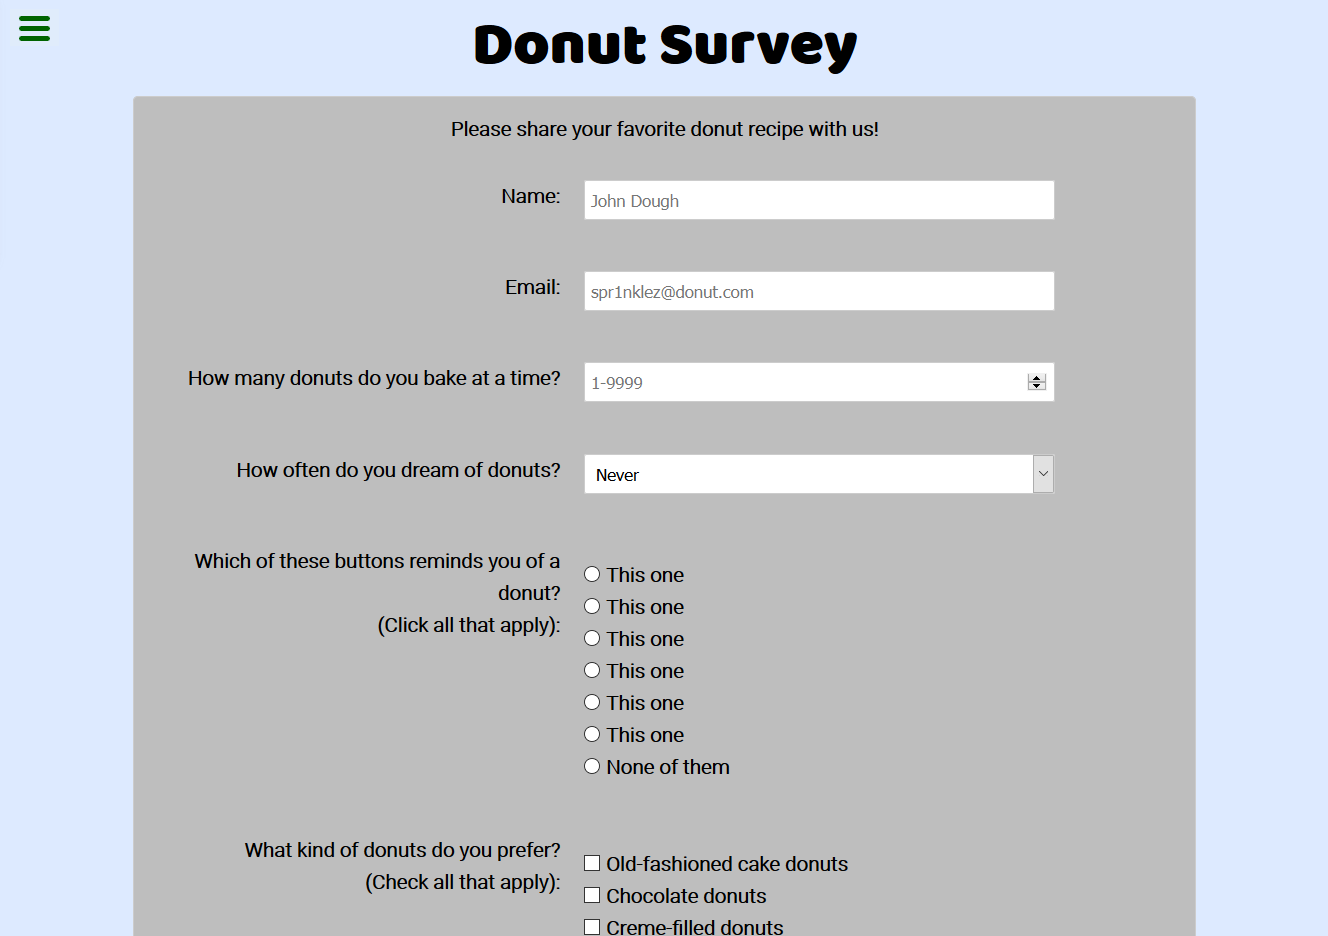 Donut Survey
Please share your favorite donut recipe with us!
Name:
John Dough
Email:
spr1nklez@donut.com
How many donuts do you bake at a time?
1-9999
How often do you dream of donuts?
Never
Which of these buttons reminds you of a
donut?
(Click all that apply):
This one
This one
This one
This one
This one
This one
None of them
What kind of donuts do you prefer?
(Check all that apply):
Old-fashioned cake donuts
Chocolate donuts
Creme-filled donuts